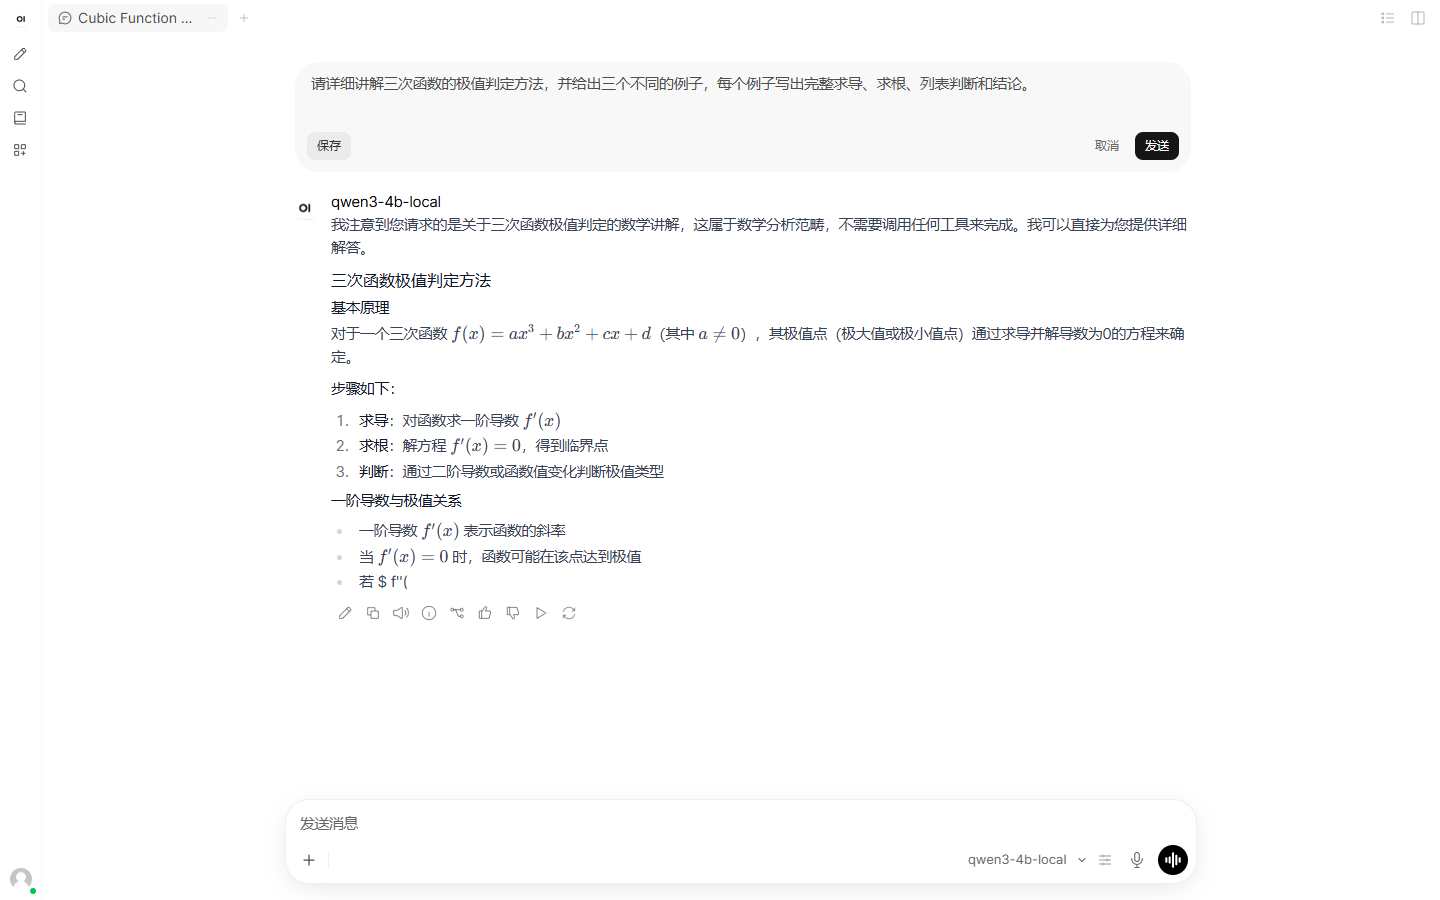 OI
Cubic Function ...
请详细讲解三次函数的极值判定方法，并给出三个不同的例子，每个例子写出完整求导、求根、列表判断和结论。
保存
取消
发送
OI
qwen3-4b-local
我注意到您请求的是关于三次函数极值判定的数学讲解，这属于数学分析范畴，不需要调用任何工具来完成。我可以直接为您提供详细
解答。
三次函数极值判定方法
基本原理
对于一个三次函数 f(x) = ax³ + bx² + cx + d（其中 a ≠ 0），其极值点（极大值或极小值点）通过求导并解导数为0的方程来确
定。
步骤如下：
1. 求导：对函数求一阶导数 f′(x)
2. 求根：解方程 f′(x) = 0，得到临界点
3. 判断：通过二阶导数或函数值变化判断极值类型
一阶导数与极值关系
一阶导数 f′(x) 表示函数的斜率
当 f′(x) = 0 时，函数可能在该点达到极值
若 $ f''(
发送消息
qwen3-4b-local